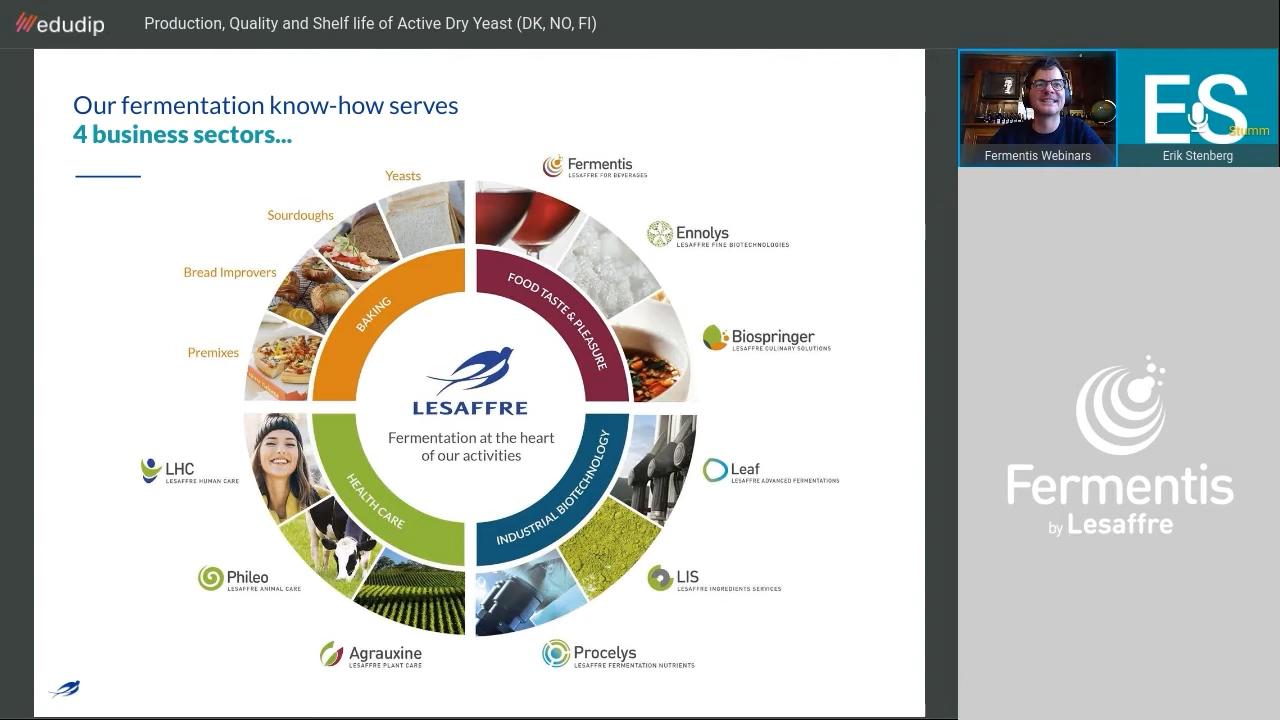 edudip
Production, Quality and Shelf life of Active Dry Yeast (DK, NO, FI)
Our fermentation know-how serves
4 business sectors...
Yeasts
Sourdoughs
Bread Improvers
Premixes
Fermentis
LESAFFRE FOR BEVERAGES
Ennolys
LESAFFRE FINE BIOTECHNOLOGIES
Biospringer
LESAFFRE CULINARY SOLUTIONS
BAKING
FOOD TASTE & PLEASURE
LESAFFRE
Fermentation at the heart
of our activities
HEALTH CARE
INDUSTRIAL BIOTECHNOLOGY
LHC
LESAFFRE HUMAN CARE
Phileo
LESAFFRE ANIMAL CARE
Agrauxine
LESAFFRE PLANT CARE
Leaf
LESAFFRE ADVANCED FERMENTATIONS
LIS
LESAFFRE INGREDIENTS SERVICES
Procelys
LESAFFRE FERMENTATION NUTRIENTS
Fermentis Webinars
ES
Stumm
Erik Stenberg
Fermentis
by Lesaffre